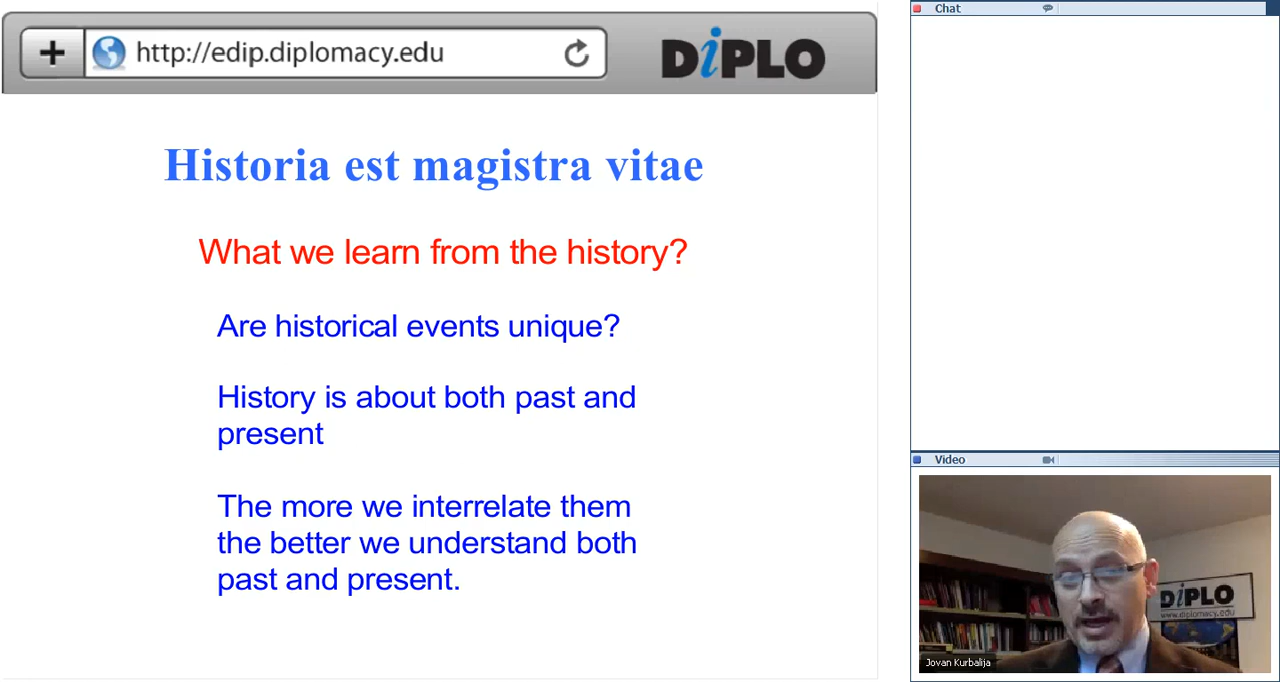 + http://edip.diplomacy.edu
DiPLO
Historia est magistra vitae
What we learn from the history?
Are historical events unique?
History is about both past and
present
The more we interrelate them
the better we understand both
past and present.
Chat
Video
DiPLO
www.diplomacy.edu
Jovan Kurbalija